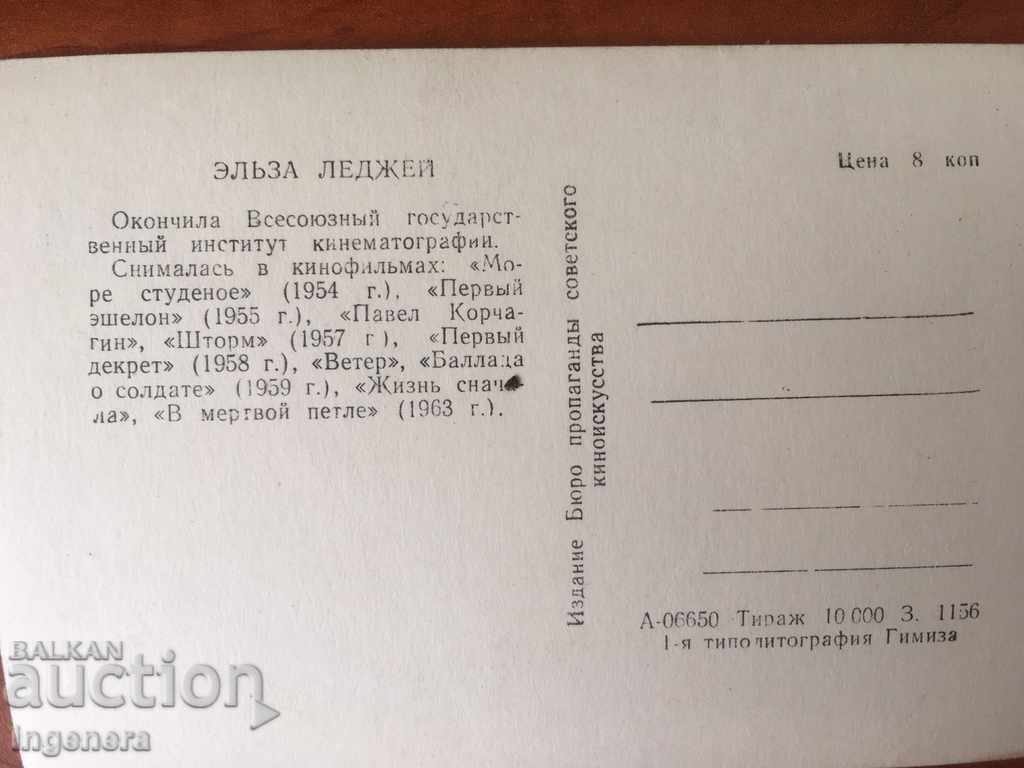 ЭЛЬЗА ЛЕДЖЕЙ
Окончила Всесоюзный государст-
венный институт кинематографии.
Снималась в кинофильмах: «Мо-
ре студеное» (1954 г.), «Первый
эшелон» (1955 г.), «Павел Корча-
гин», «Шторм» (1957 г ), «Первый
декрет» (1958 г.), «Ветер», «Баллада
о солдате» (1959 г.), «Жизнь снача-
ла», «В мертвой петле» (1963 г.).
Издание Бюро пропаганды советского
киноискусства
Цена 8 коп
А-06650 Тираж 10 000 З. 1156
1-я типолитография Гимиза
BALKAN
auction
Ingenera